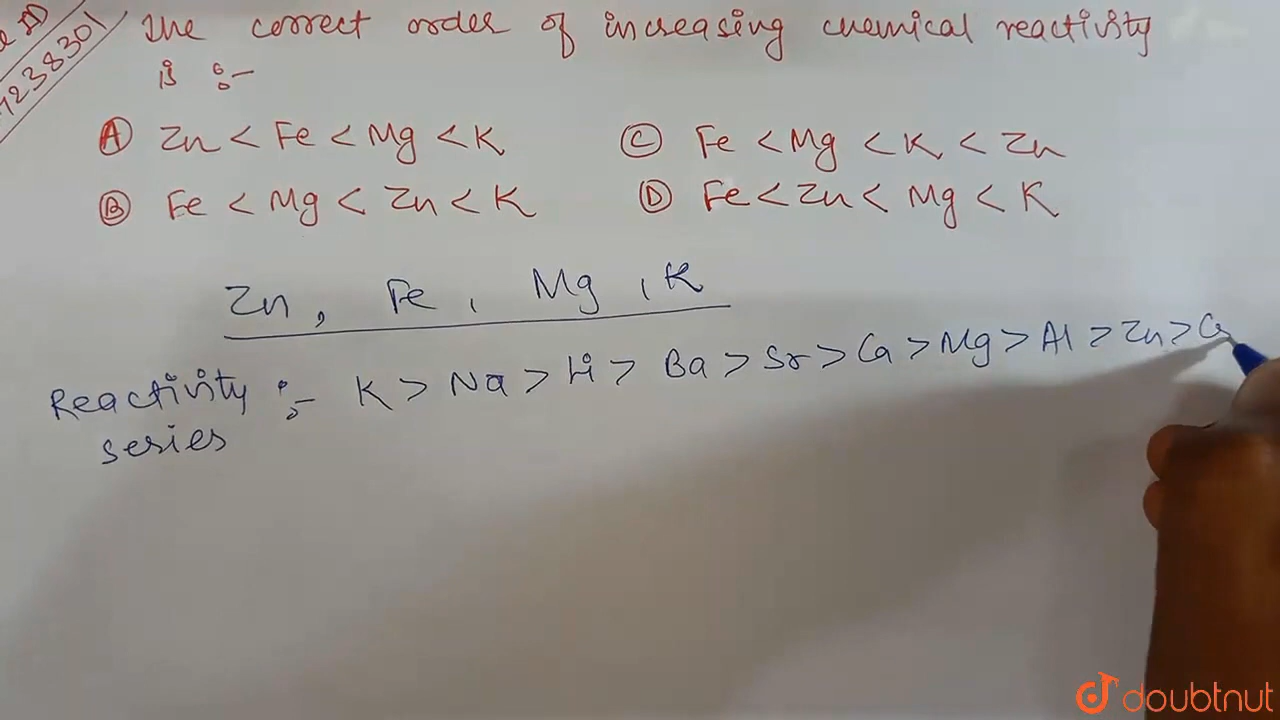 The correct order of increasing chemical reactivity
is :-
(A) Zn < Fe < Mg < K
(C) Fe < Mg < K < Zn
(B) Fe < Mg < Zn < K
(D) Fe < Zn < Mg < K
Zn, Fe, Mg, K
Reactivity :- K > Na > Li > Ba > Sr > Ca > Mg > Al > Zn >
series
238301
doubtnut